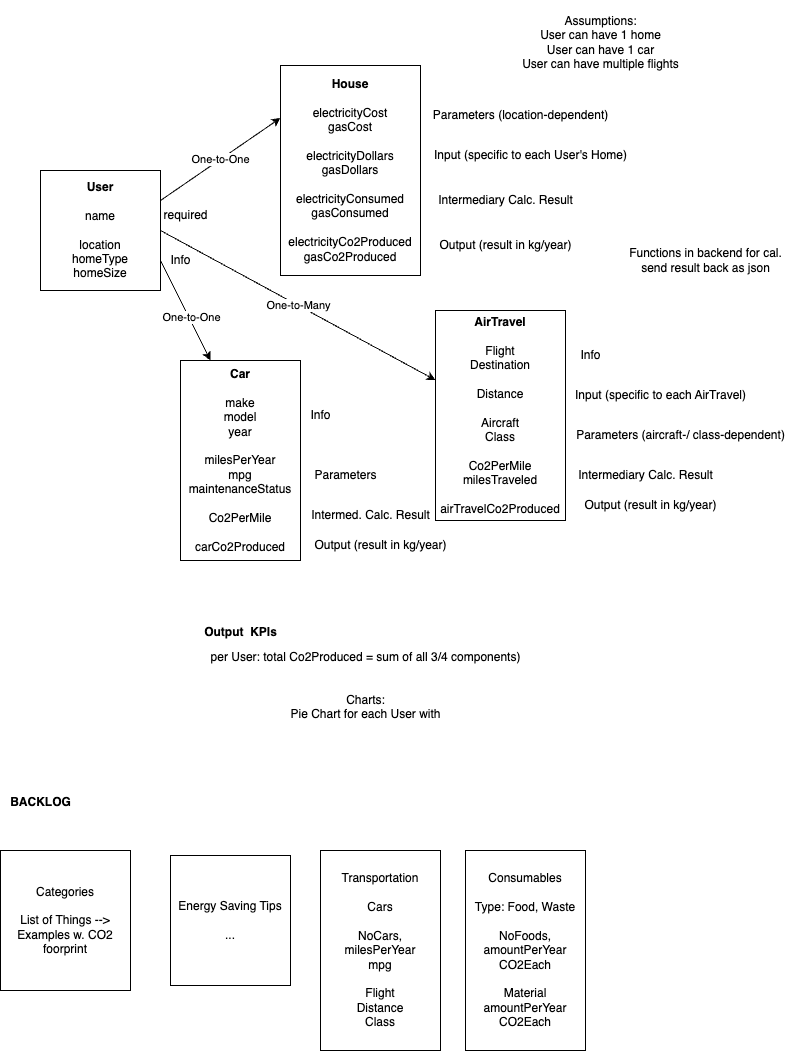 Assumptions:
User can have 1 home
User can have 1 car
User can have multiple flights
House
electricityCost
gasCost
Parameters (location-dependent)
electricityDollars
gasDollars
Input (specific to each User's Home)
electricityConsumed
gasConsumed
Intermediary Calc. Result
electricityCo2Produced
gasCo2Produced
Output (result in kg/year)
One-to-One
User
name
required
location
homeType
homeSize
Info
Functions in backend for cal.
send result back as json
One-to-Many
One-to-One
AirTravel
Flight
Destination
Info
Distance
Input (specific to each AirTravel)
Aircraft
Class
Parameters (aircraft-/ class-dependent)
Co2PerMile
milesTraveled
Intermediary Calc. Result
airTravelCo2Produced
Output (result in kg/year)
Car
make
model
year
Info
milesPerYear
mpg
maintenanceStatus
Parameters
Co2PerMile
Intermed. Calc. Result
carCo2Produced
Output (result in kg/year)
Output  KPIs
per User: total Co2Produced = sum of all 3/4 components)
Charts:
Pie Chart for each User with
BACKLOG
Categories
List of Things -->
Examples w. CO2
foorprint
Energy Saving Tips
...
Transportation
Cars
NoCars,
milesPerYear
mpg
Flight
Distance
Class
Consumables
Type: Food, Waste
NoFoods,
amountPerYear
CO2Each
Material
amountPerYear
CO2Each